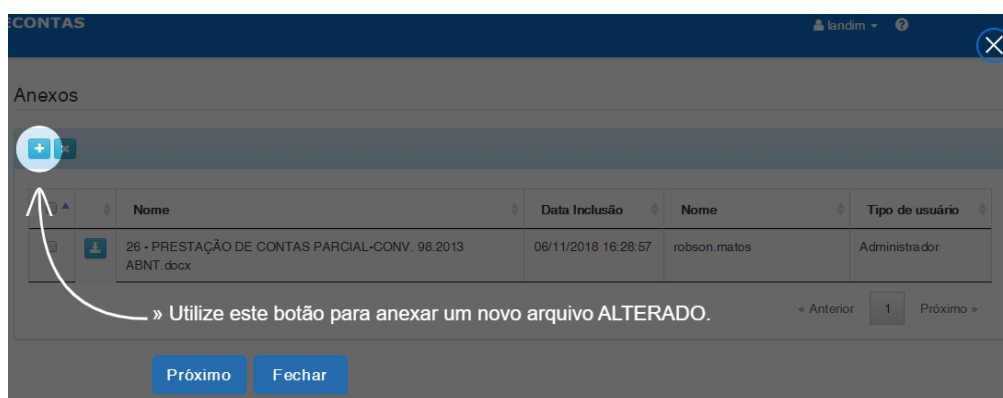 ECONTAS
landim
Anexos
Nome Data Inclusão Nome Tipo de usuário
26 - PRESTAÇÃO DE CONTAS PARCIAL-CONV. 98.2013 06/11/2018 16:28:57 robson.matos Administrador
ABNT.docx
» Utilize este botão para anexar um novo arquivo ALTERADO.
« Anterior 1 Próximo »
Próximo Fechar